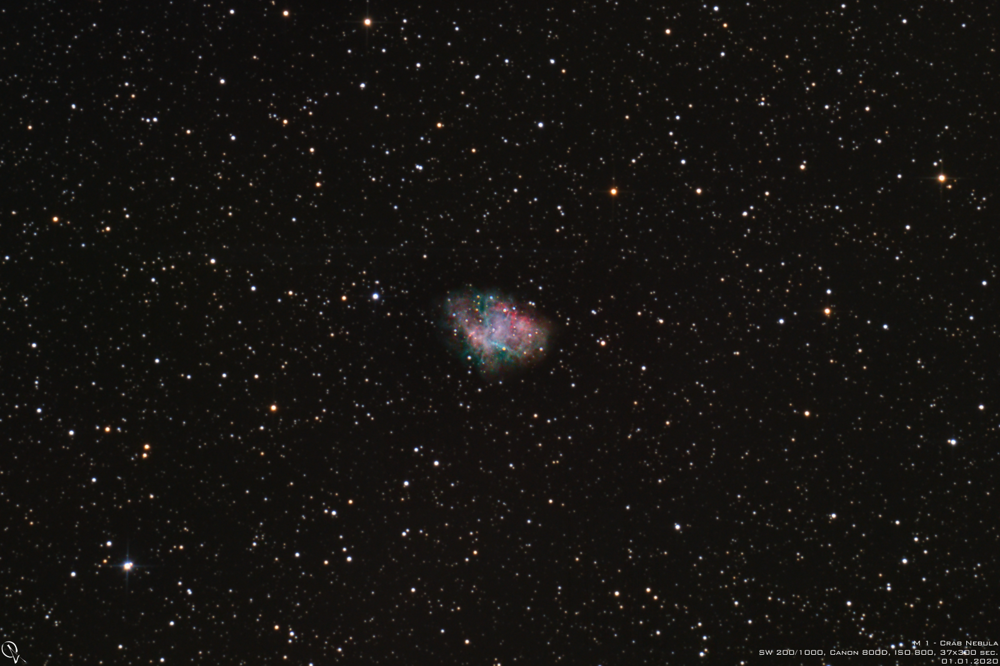 M 1 - Crab Nebula
SW 200/1000, Canon 800D, ISO 800, 37x300 sec.
01.01.2020